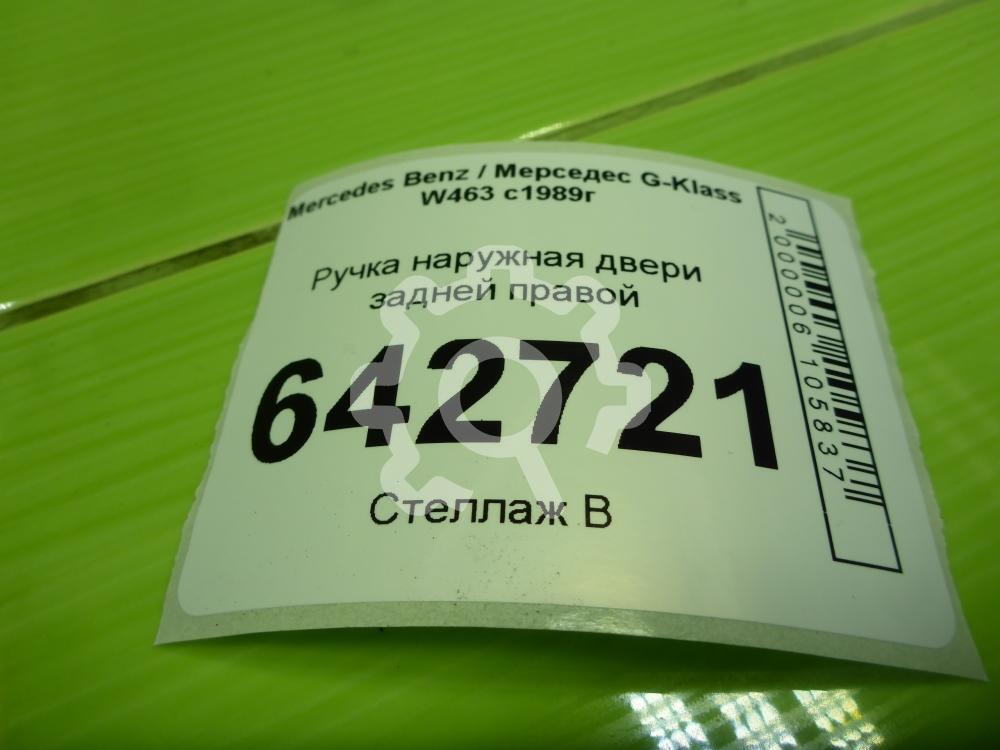 Mercedes Benz / Мерседес G-Klass
W463 с1989г
Ручка наружная двери
задней правой
642721
Стеллаж В
2000006105837